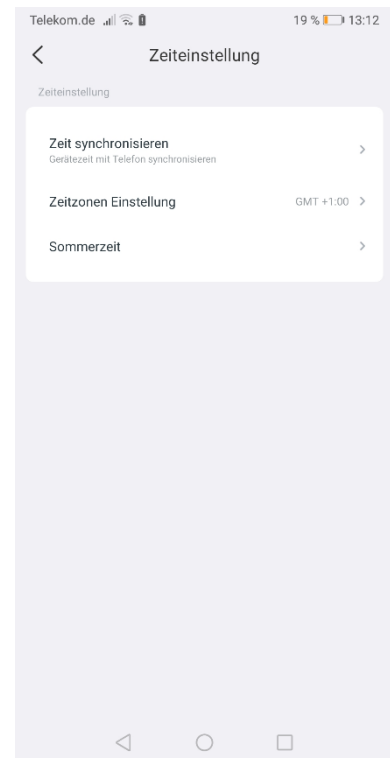 Telekom.de 19 % 13:12
Zeiteinstellung
Zeiteinstellung
Zeit synchronisieren
Gerätezeit mit Telefon synchronisieren
Zeitzonen Einstellung GMT +1:00
Sommerzeit